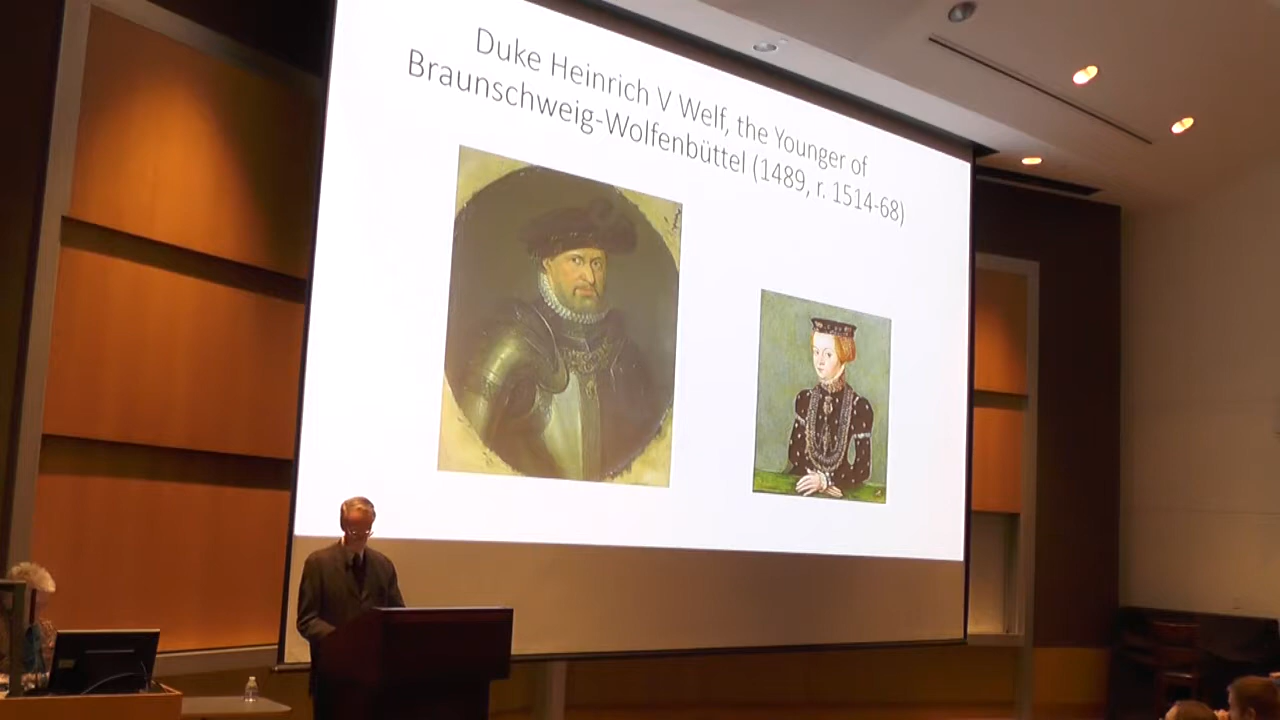 Duke Heinrich V Welf, the Younger of
Braunschweig-Wolfenbüttel (1489, r. 1514-68)